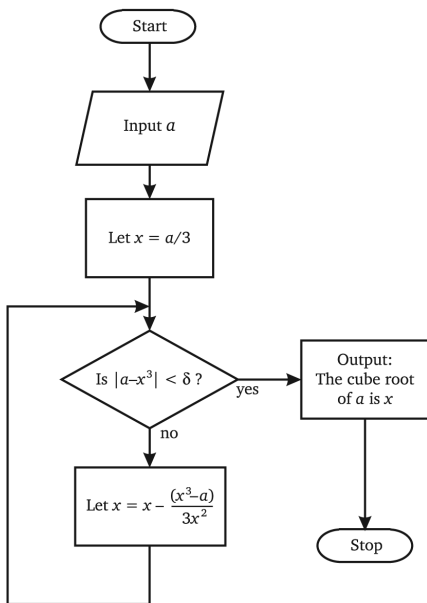 Start
Input a
Let x = a/3
Is |a–x³| < δ ?
yes
Output:
The cube root
of a is x
no
Let x = x – (x³–a)/3x²
Stop